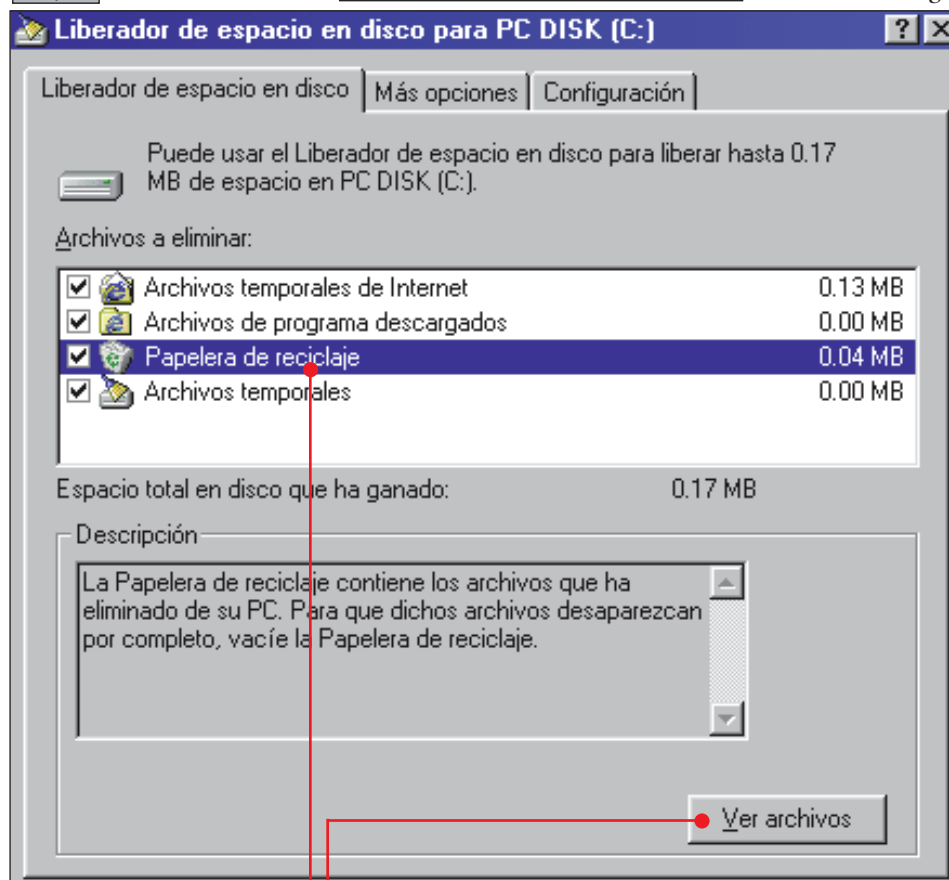 Liberador de espacio en disco para PC DISK (C:)
Liberador de espacio en disco Más opciones Configuración
Puede usar el Liberador de espacio en disco para liberar hasta 0.17
MB de espacio en PC DISK (C:).
Archivos a eliminar:
Archivos temporales de Internet 0.13 MB
Archivos de programa descargados 0.00 MB
Papelera de reciclaje 0.04 MB
Archivos temporales 0.00 MB
Espacio total en disco que ha ganado: 0.17 MB
Descripción
La Papelera de reciclaje contiene los archivos que ha
eliminado de su PC. Para que dichos archivos desaparezcan
por completo, vacíe la Papelera de reciclaje.
Ver archivos